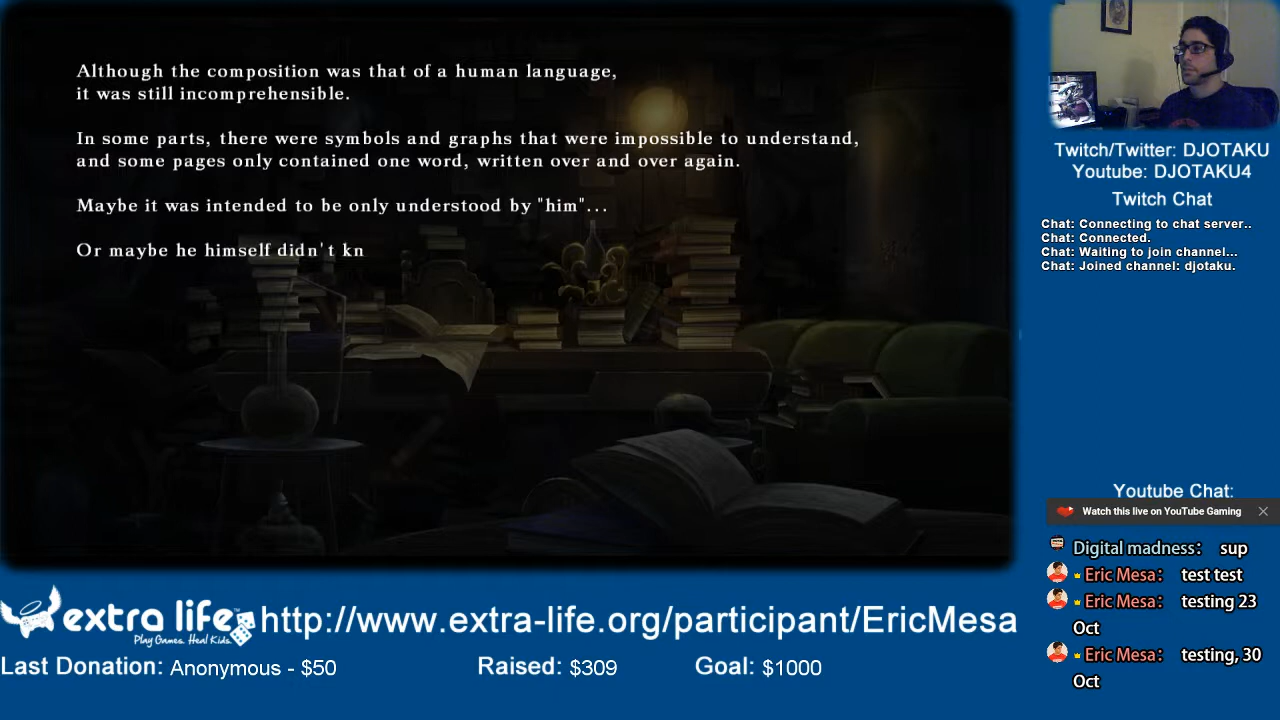 Although the composition was that of a human language,
it was still incomprehensible.
In some parts, there were symbols and graphs that were impossible to understand,
and some pages only contained one word, written over and over again.
Maybe it was intended to be only understood by "him"...
Or maybe he himself didn't kn
Twitch/Twitter: DJOTAKU
Youtube: DJOTAKU4
Twitch Chat
Chat: Connecting to chat server..
Chat: Connected.
Chat: Waiting to join channel...
Chat: Joined channel: djotaku.
Youtube Chat:
Watch this live on YouTube Gaming
Digital madness: sup
Eric Mesa: test test
Eric Mesa: testing 23
Oct
Eric Mesa: testing, 30
Oct
extra life
Play Games. Heal Kids.
http://www.extra-life.org/participant/EricMesa
Last Donation: Anonymous - $50
Raised: $309
Goal: $1000